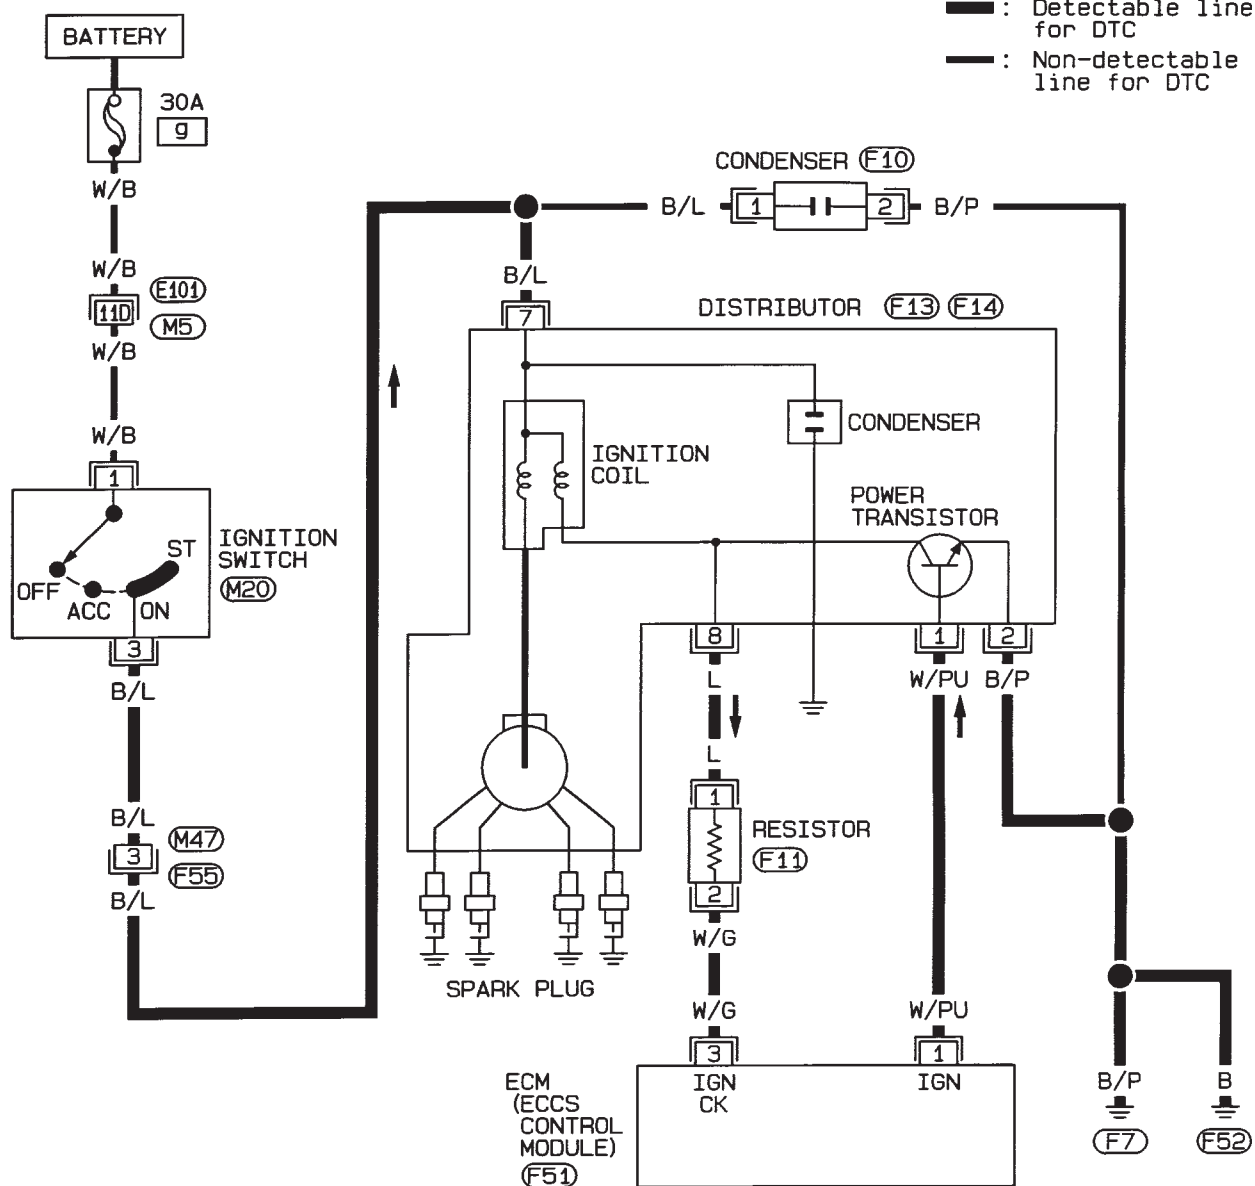 : Detectable line
for DTC
: Non-detectable
line for DTC
BATTERY
30A
g
W/B
W/B
11D
E101
M5
W/B
W/B
1
IGNITION
SWITCH
M20
OFF
ACC
ON
ST
3
B/L
B/L
3
M47
F55
B/L
CONDENSER F10
B/L
1
2
B/P
B/L
7
DISTRIBUTOR F13 F14
IGNITION
COIL
CONDENSER
POWER
TRANSISTOR
8
1
2
L
W/PU
B/P
L
1
RESISTOR
F11
2
W/G
SPARK PLUG
W/G
W/PU
3
1
ECM
(ECCS
CONTROL
MODULE)
F51
IGN
CK
IGN
B/P
B
F7
F52